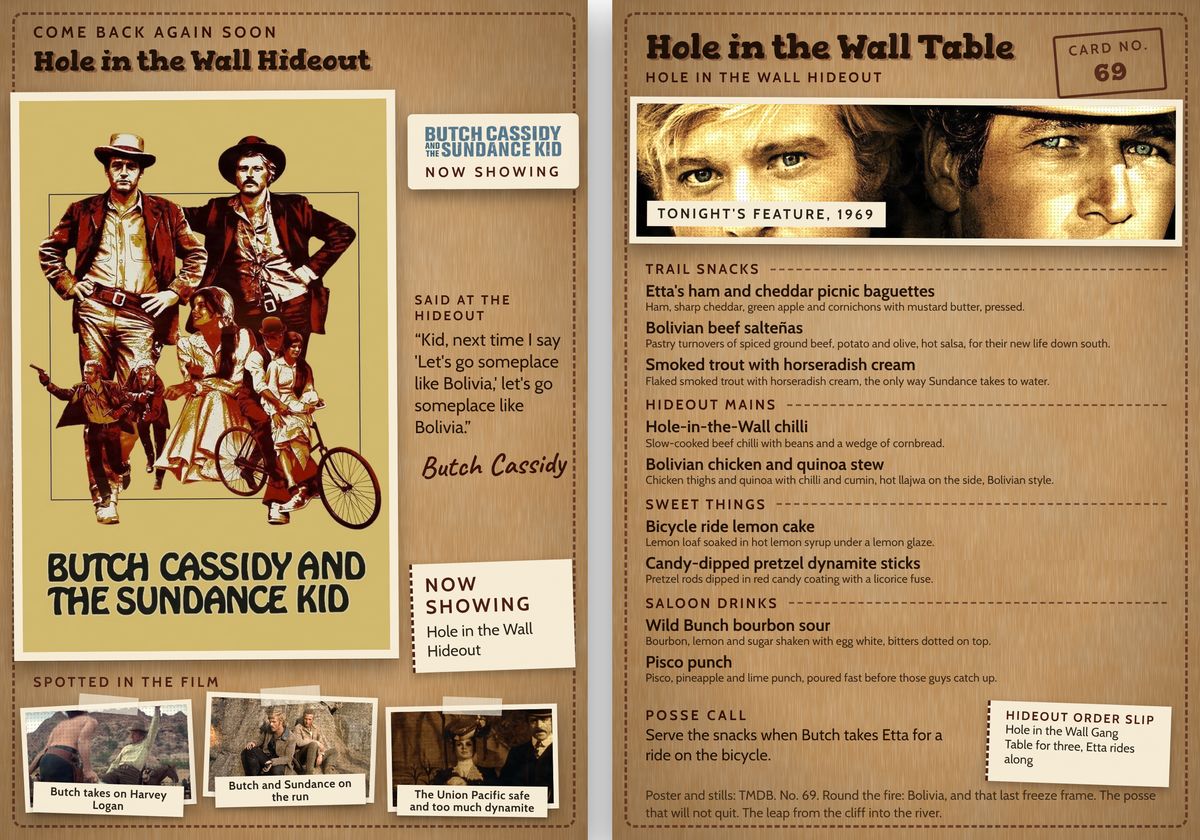 COME BACK AGAIN SOON
Hole in the Wall Hideout
BUTCH CASSIDY
AND THE SUNDANCE KID
NOW SHOWING
SAID AT THE
HIDEOUT
“Kid, next time I say
'Let's go someplace
like Bolivia,' let's go
someplace like
Bolivia.”
Butch Cassidy
BUTCH CASSIDY AND
THE SUNDANCE KID
NOW
SHOWING
Hole in the Wall
Hideout
SPOTTED IN THE FILM
Butch takes on Harvey
Logan
Butch and Sundance on
the run
The Union Pacific safe
and too much dynamite
Hole in the Wall Table
HOLE IN THE WALL HIDEOUT
CARD NO.
69
TONIGHT'S FEATURE, 1969
TRAIL SNACKS
Etta's ham and cheddar picnic baguettes
Ham, sharp cheddar, green apple and cornichons with mustard butter, pressed.
Bolivian beef salteñas
Pastry turnovers of spiced ground beef, potato and olive, hot salsa, for their new life down south.
Smoked trout with horseradish cream
Flaked smoked trout with horseradish cream, the only way Sundance takes to water.
HIDEOUT MAINS
Hole-in-the-Wall chilli
Slow-cooked beef chilli with beans and a wedge of cornbread.
Bolivian chicken and quinoa stew
Chicken thighs and quinoa with chilli and cumin, hot llajwa on the side, Bolivian style.
SWEET THINGS
Bicycle ride lemon cake
Lemon loaf soaked in hot lemon syrup under a lemon glaze.
Candy-dipped pretzel dynamite sticks
Pretzel rods dipped in red candy coating with a licorice fuse.
SALOON DRINKS
Wild Bunch bourbon sour
Bourbon, lemon and sugar shaken with egg white, bitters dotted on top.
Pisco punch
Pisco, pineapple and lime punch, poured fast before those guys catch up.
POSSE CALL
Serve the snacks when Butch takes Etta for a
ride on the bicycle.
HIDEOUT ORDER SLIP
Hole in the Wall Gang
Table for three, Etta rides
along
Poster and stills: TMDB. No. 69. Round the fire: Bolivia, and that last freeze frame. The posse
that will not quit. The leap from the cliff into the river.